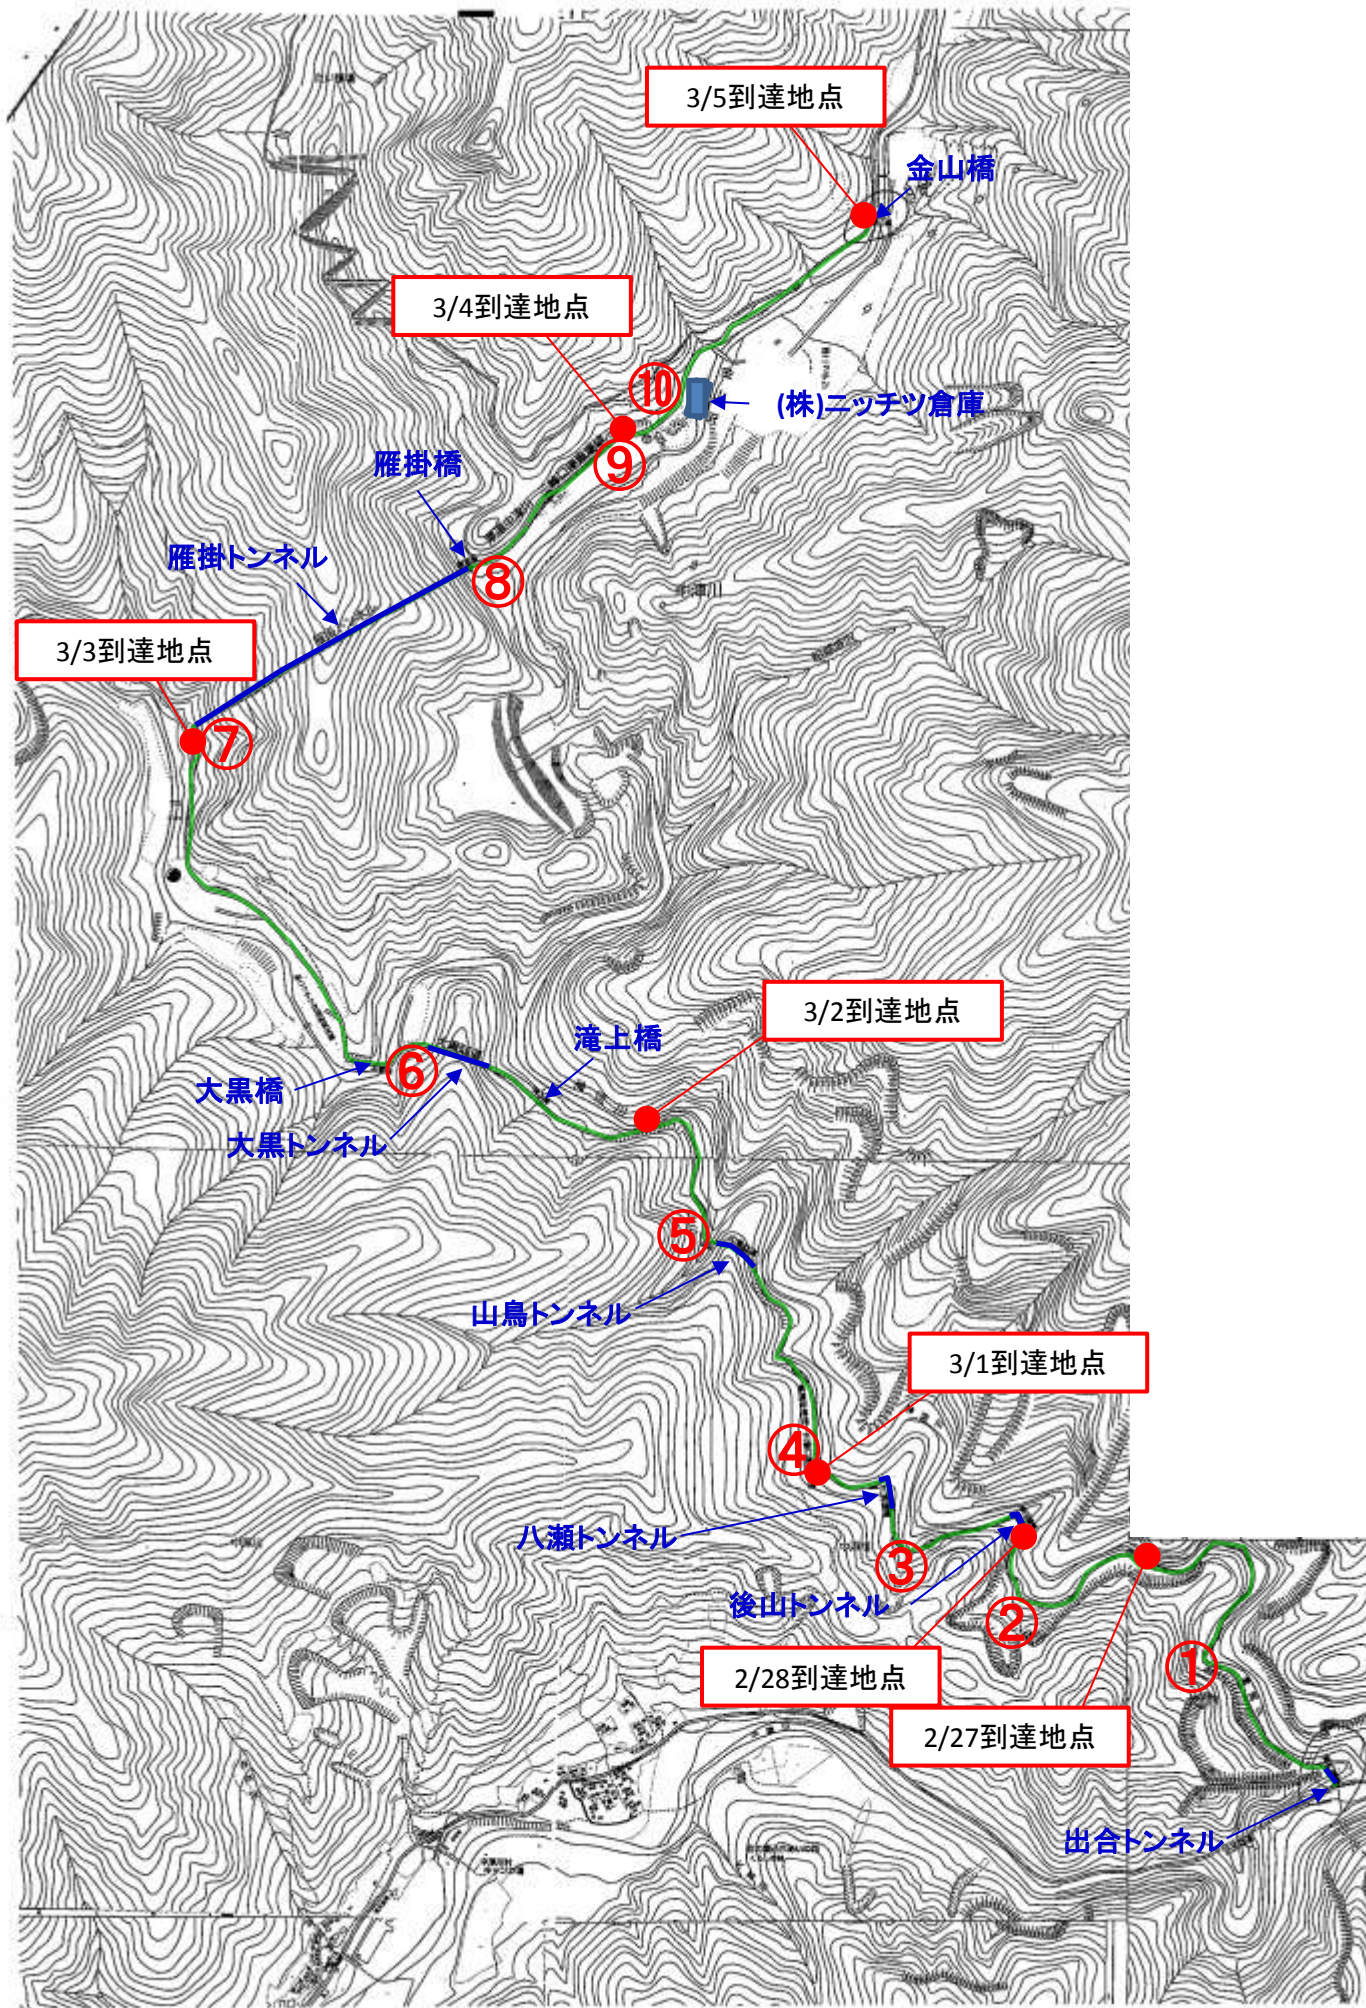 3/5到達地点
金山橋
3/4到達地点
⑩
(株)ニッチツ倉庫
⑨
雁掛橋
雁掛トンネル
⑧
中津川
3/3到達地点
⑦
3/2到達地点
滝上橋
⑥
大黒橋
大黒トンネル
⑤
山鳥トンネル
3/1到達地点
④
八瀬トンネル
③
後山トンネル
②
①
2/28到達地点
2/27到達地点
出合トンネル